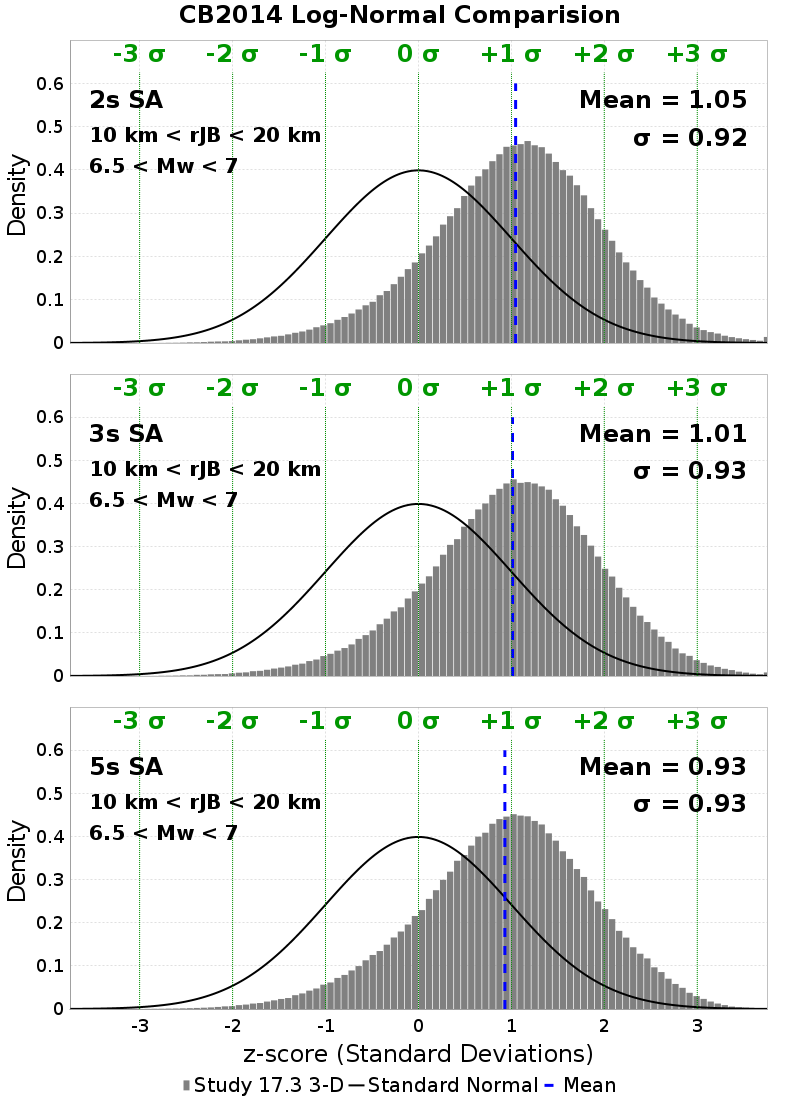 CB2014 Log-Normal Comparision
-3 σ -2 σ -1 σ 0 σ +1 σ +2 σ +3 σ
2s SA
10 km < rJB < 20 km
6.5 < Mw < 7
Mean = 1.05
σ = 0.92
Density
0.6
0.5
0.4
0.3
0.2
0.1
0
-3 σ -2 σ -1 σ 0 σ +1 σ +2 σ +3 σ
3s SA
10 km < rJB < 20 km
6.5 < Mw < 7
Mean = 1.01
σ = 0.93
Density
0.6
0.5
0.4
0.3
0.2
0.1
0
-3 σ -2 σ -1 σ 0 σ +1 σ +2 σ +3 σ
5s SA
10 km < rJB < 20 km
6.5 < Mw < 7
Mean = 0.93
σ = 0.93
Density
0.6
0.5
0.4
0.3
0.2
0.1
0
-3 -2 -1 0 1 2 3
z-score (Standard Deviations)
Study 17.3 3-D Standard Normal Mean